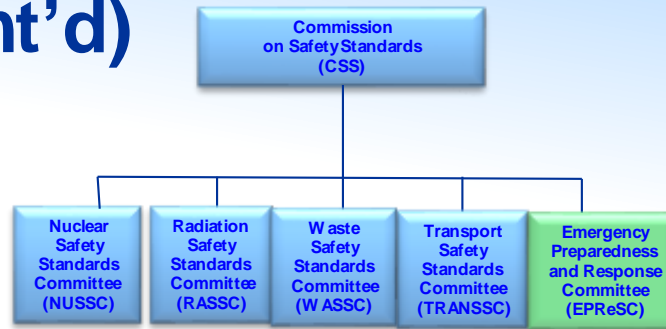 nt’d)
Commission
on Safety Standards
(CSS)
Nuclear
Safety
Standards
Committee
(NUSSC)
Radiation
Safety
Standards
Committee
(RASSC)
Waste
Safety
Standards
Committee
(WASSC)
Transport
Safety
Standards
Committee
(TRANSSC)
Emergency
Preparedness
and Response
Committee
(EPReSC)